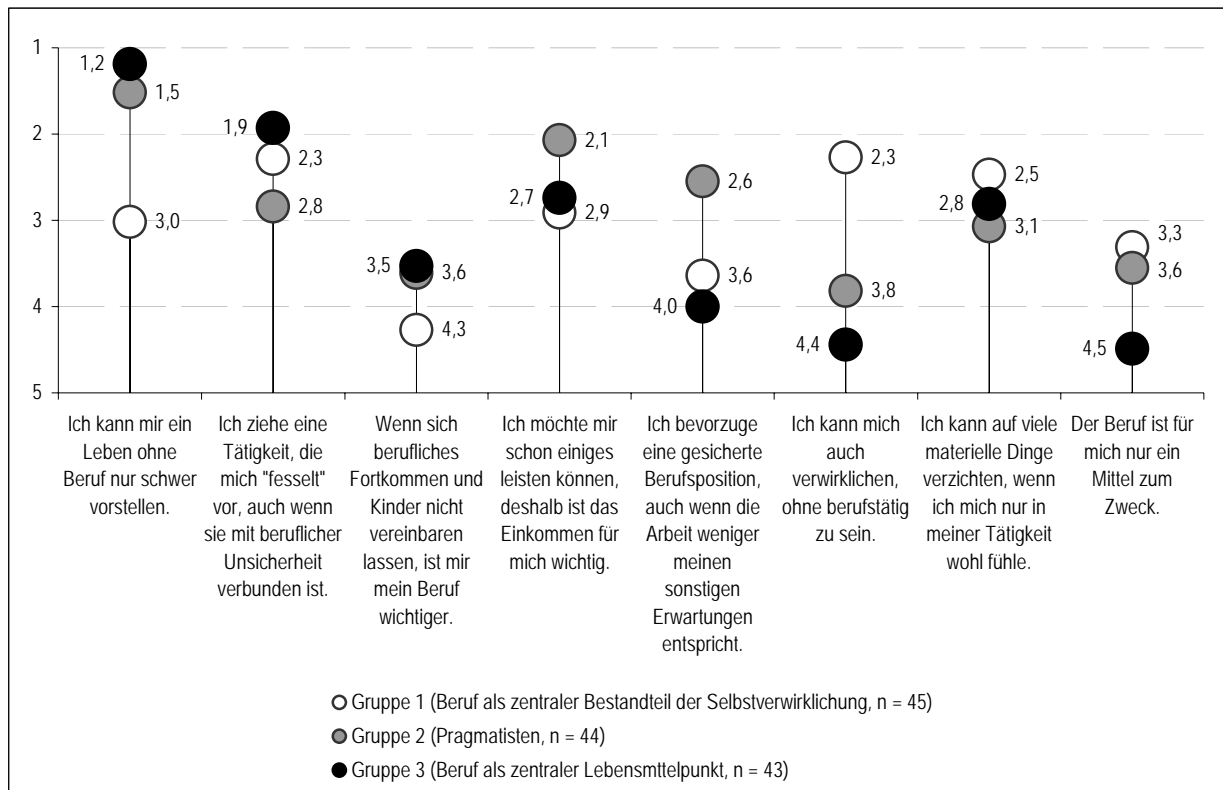 1
2
3
4
5
1,2
1,5
3,0
1,9
2,3
2,8
3,5
3,6
4,3
2,1
2,7
2,9
2,6
3,6
4,0
2,3
3,8
4,4
2,5
2,8
3,1
3,3
3,6
4,5
Ich kann mir ein
Leben ohne
Beruf nur schwer
vorstellen.
Ich ziehe eine
Tätigkeit, die
mich "fesselt"
vor, auch wenn
sie mit beruflicher
Unsicherheit
verbunden ist.
Wenn sich
berufliches
Fortkommen und
Kinder nicht
vereinbaren
lassen, ist mir
mein Beruf
wichtiger.
Ich möchte mir
schon einiges
leisten können,
deshalb ist das
Einkommen für
mich wichtig.
Ich bevorzuge
eine gesicherte
Berufsposition,
auch wenn die
Arbeit weniger
meinen
sonstigen
Erwartungen
entspricht.
Ich kann mich
auch
verwirklichen,
ohne berufstätig
zu sein.
Ich kann auf viele
materielle Dinge
verzichten, wenn
ich mich nur in
meiner Tätigkeit
wohl fühle.
Der Beruf ist für
mich nur ein
Mittel zum
Zweck.
Gruppe 1 (Beruf als zentraler Bestandteil der Selbstverwirklichung, n = 45)
Gruppe 2 (Pragmatisten, n = 44)
Gruppe 3 (Beruf als zentraler Lebensmttelpunkt, n = 43)